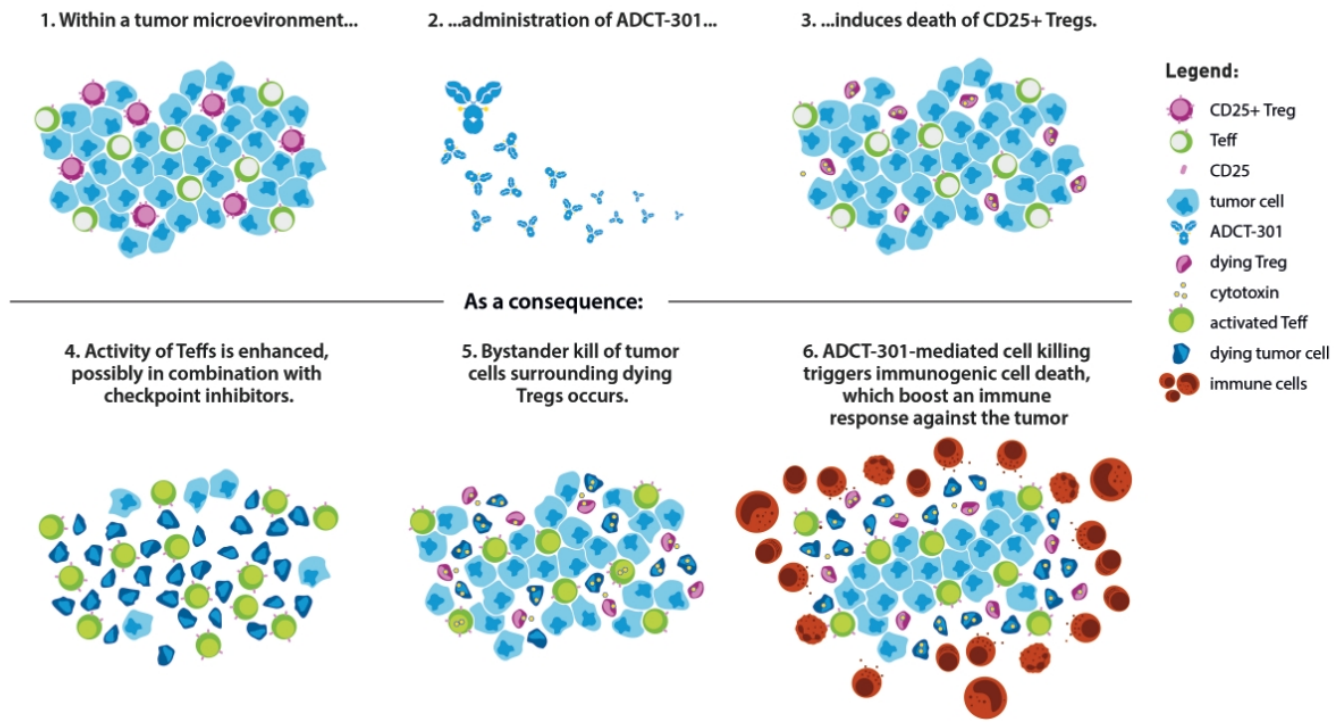 1. Within a tumor microevironment...
2. ...administration of ADCT-301...
3. ...induces death of CD25+ Tregs.
Legend:
CD25+ Treg
Teff
CD25
tumor cell
ADCT-301
dying Treg
cytotoxin
activated Teff
dying tumor cell
immune cells
As a consequence:
4. Activity of Teffs is enhanced,
possibly in combination with
checkpoint inhibitors.
5. Bystander kill of tumor
cells surrounding dying
Tregs occurs.
6. ADCT-301-mediated cell killing
triggers immunogenic cell death,
which boost an immune
response against the tumor